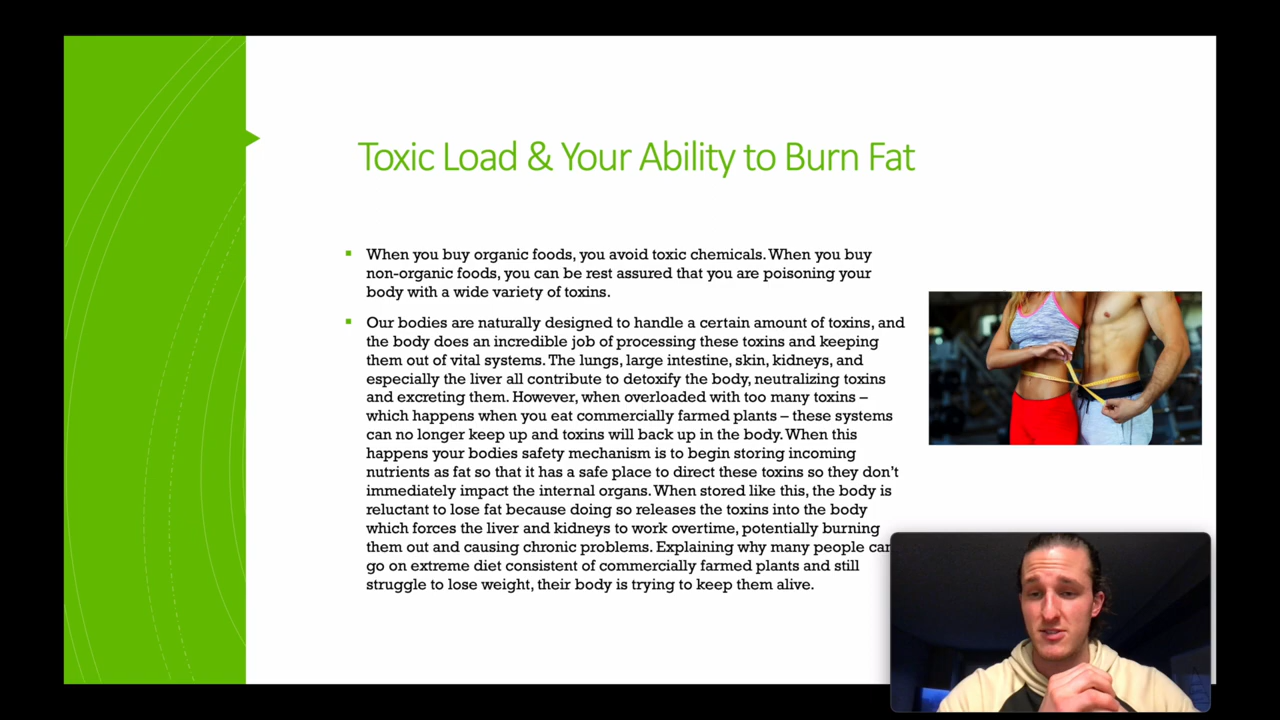 Toxic Load & Your Ability to Burn Fat
When you buy organic foods, you avoid toxic chemicals. When you buy
non-organic foods, you can be rest assured that you are poisoning your
body with a wide variety of toxins.
Our bodies are naturally designed to handle a certain amount of toxins, and
the body does an incredible job of processing these toxins and keeping
them out of vital systems. The lungs, large intestine, skin, kidneys, and
especially the liver all contribute to detoxify the body, neutralizing toxins
and excreting them. However, when overloaded with too many toxins –
which happens when you eat commercially farmed plants – these systems
can no longer keep up and toxins will back up in the body. When this
happens your bodies safety mechanism is to begin storing incoming
nutrients as fat so that it has a safe place to direct these toxins so they don't
immediately impact the internal organs. When stored like this, the body is
reluctant to lose fat because doing so releases the toxins into the body
which forces the liver and kidneys to work overtime, potentially burning
them out and causing chronic problems. Explaining why many people can
go on extreme diet consistent of commercially farmed plants and still
struggle to lose weight, their body is trying to keep them alive.